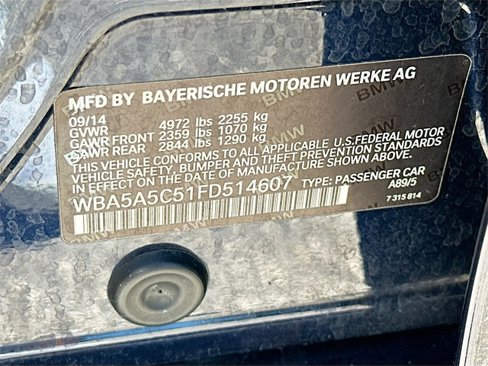 MFD BY BAYERISCHE MOTOREN WERKE AG
09/14
GVWR 4972 lbs 2255 kg
GAWR FRONT 2359 lbs 1070 kg
GAWR REAR 2844 lbs 1290 kg
THIS VEHICLE CONFORMS TO ALL APPLICABLE U.S.FEDERAL MOTOR
VEHICLE SAFETY, BUMPER, AND THEFT PREVENTION STANDARDS
IN EFFECT ON THE DATE OF MANUFACTURE SHOWN ABOVE.
WBA5A5C51FD514607 TYPE: PASSENGER CAR
A89/5
7 315 814
BMW
BMW
BMW